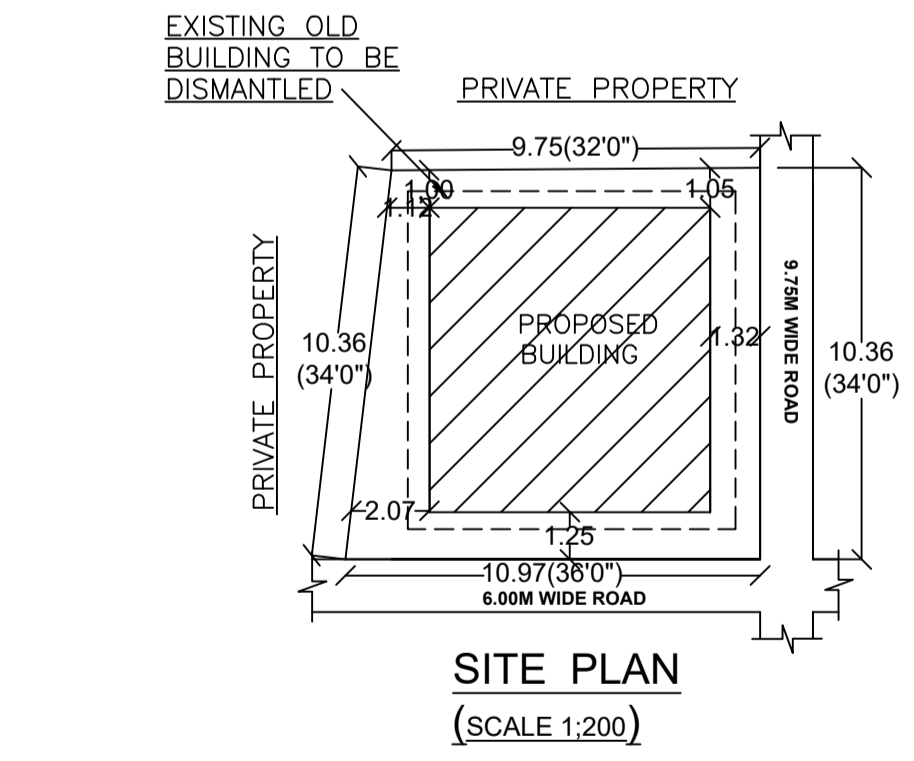 EXISTING OLD
BUILDING TO BE
DISMANTLED
PRIVATE PROPERTY
9.75(32'0")
1.00
1.05
1.12
PRIVATE PROPERTY
10.36
(34'0")
PROPOSED
BUILDING
1.32
9.75M WIDE ROAD
10.36
(34'0")
2.07
1.25
10.97(36'0")
6.00M WIDE ROAD
SITE PLAN
(SCALE 1;200)